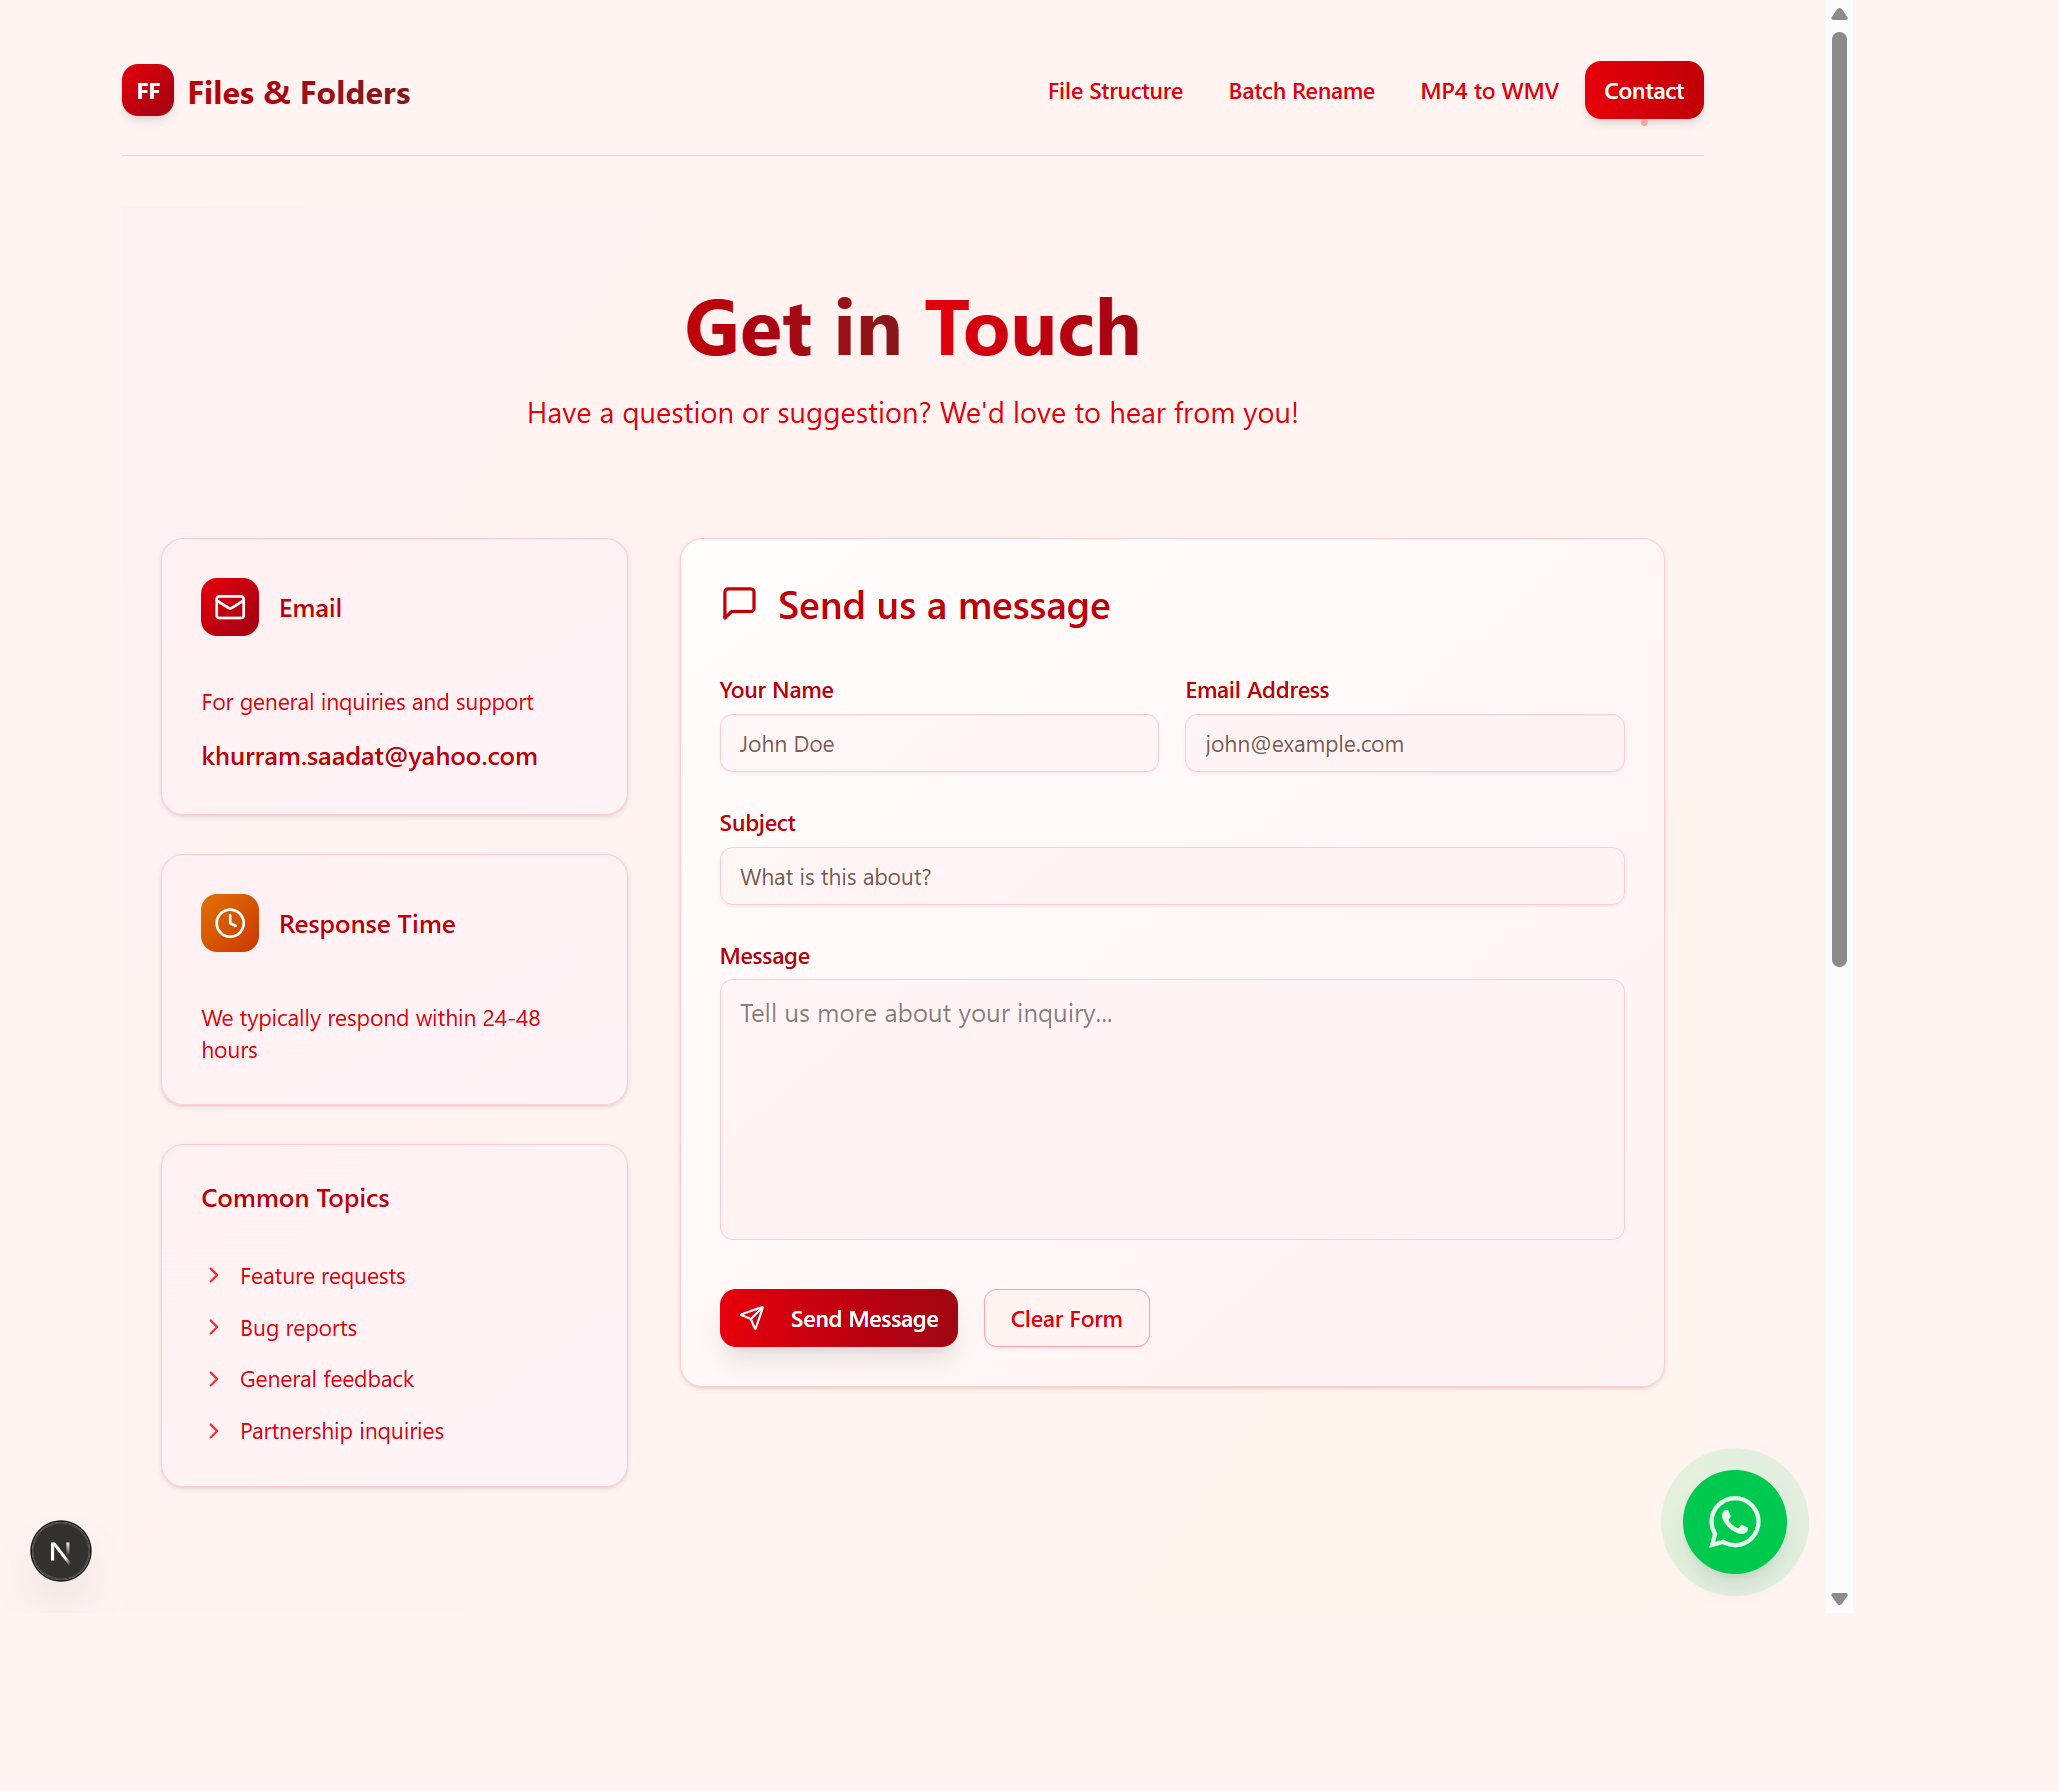 FF
Files & Folders
File Structure
Batch Rename
MP4 to WMV
Contact
Get in Touch
Have a question or suggestion? We'd love to hear from you!
Email
For general inquiries and support
khurram.saadat@yahoo.com
Response Time
We typically respond within 24-48
hours
Common Topics
Feature requests
Bug reports
General feedback
Partnership inquiries
Send us a message
Your Name
Email Address
John Doe
john@example.com
Subject
What is this about?
Message
Tell us more about your inquiry...
Send Message
Clear Form
N